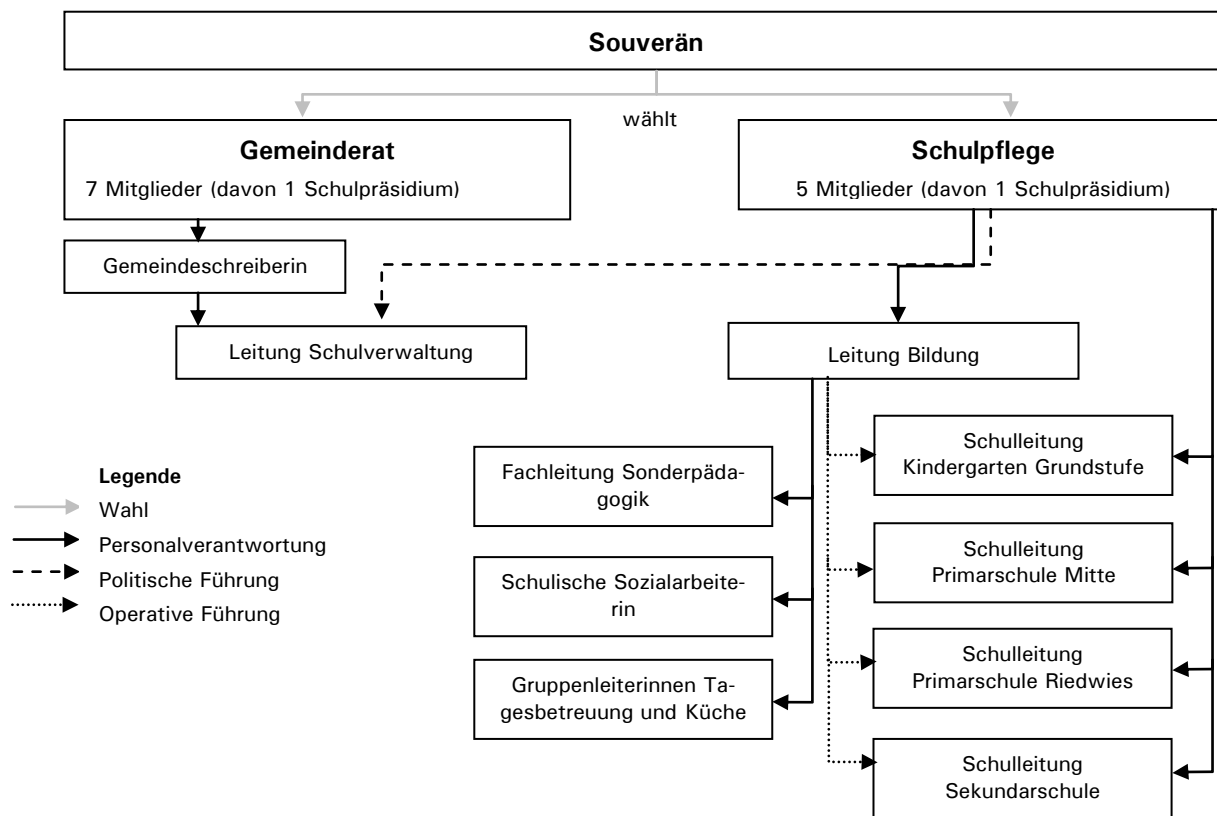 Souverän
wählt
Gemeinderat
7 Mitglieder (davon 1 Schulpräsidium)
Schulpflege
5 Mitglieder (davon 1 Schulpräsidium)
Gemeindeschreiberin
Leitung Schulverwaltung
Leitung Bildung
Fachleitung Sonderpäda-
gogik
Schulische Sozialarbeite-
rin
Gruppenleiterinnen Ta-
gesbetreuung und Küche
Schulleitung
Kindergarten Grundstufe
Schulleitung
Primarschule Mitte
Schulleitung
Primarschule Riedwies
Schulleitung
Sekundarschule
Legende
Wahl
Personalverantwortung
Politische Führung
Operative Führung